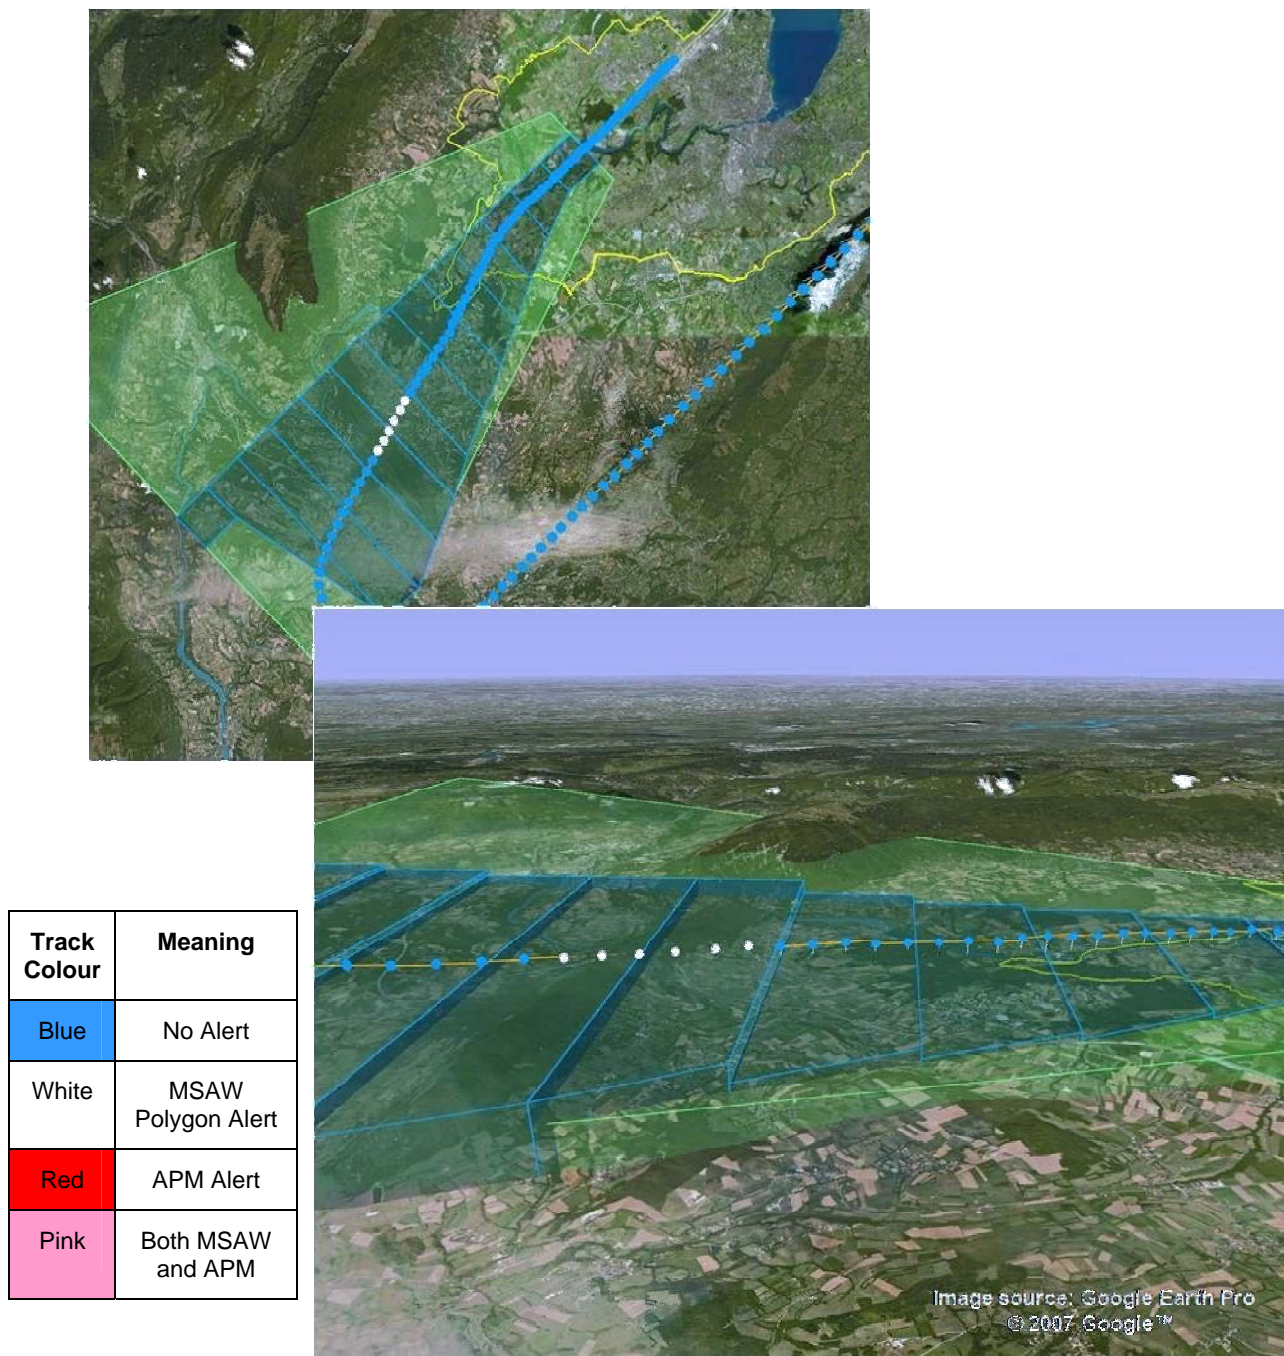 Track
Colour
Meaning
Blue
No Alert
White
MSAW
Polygon Alert
Red
APM Alert
Pink
Both MSAW
and APM
Image source: Google Earth Pro
© 2007 Google™